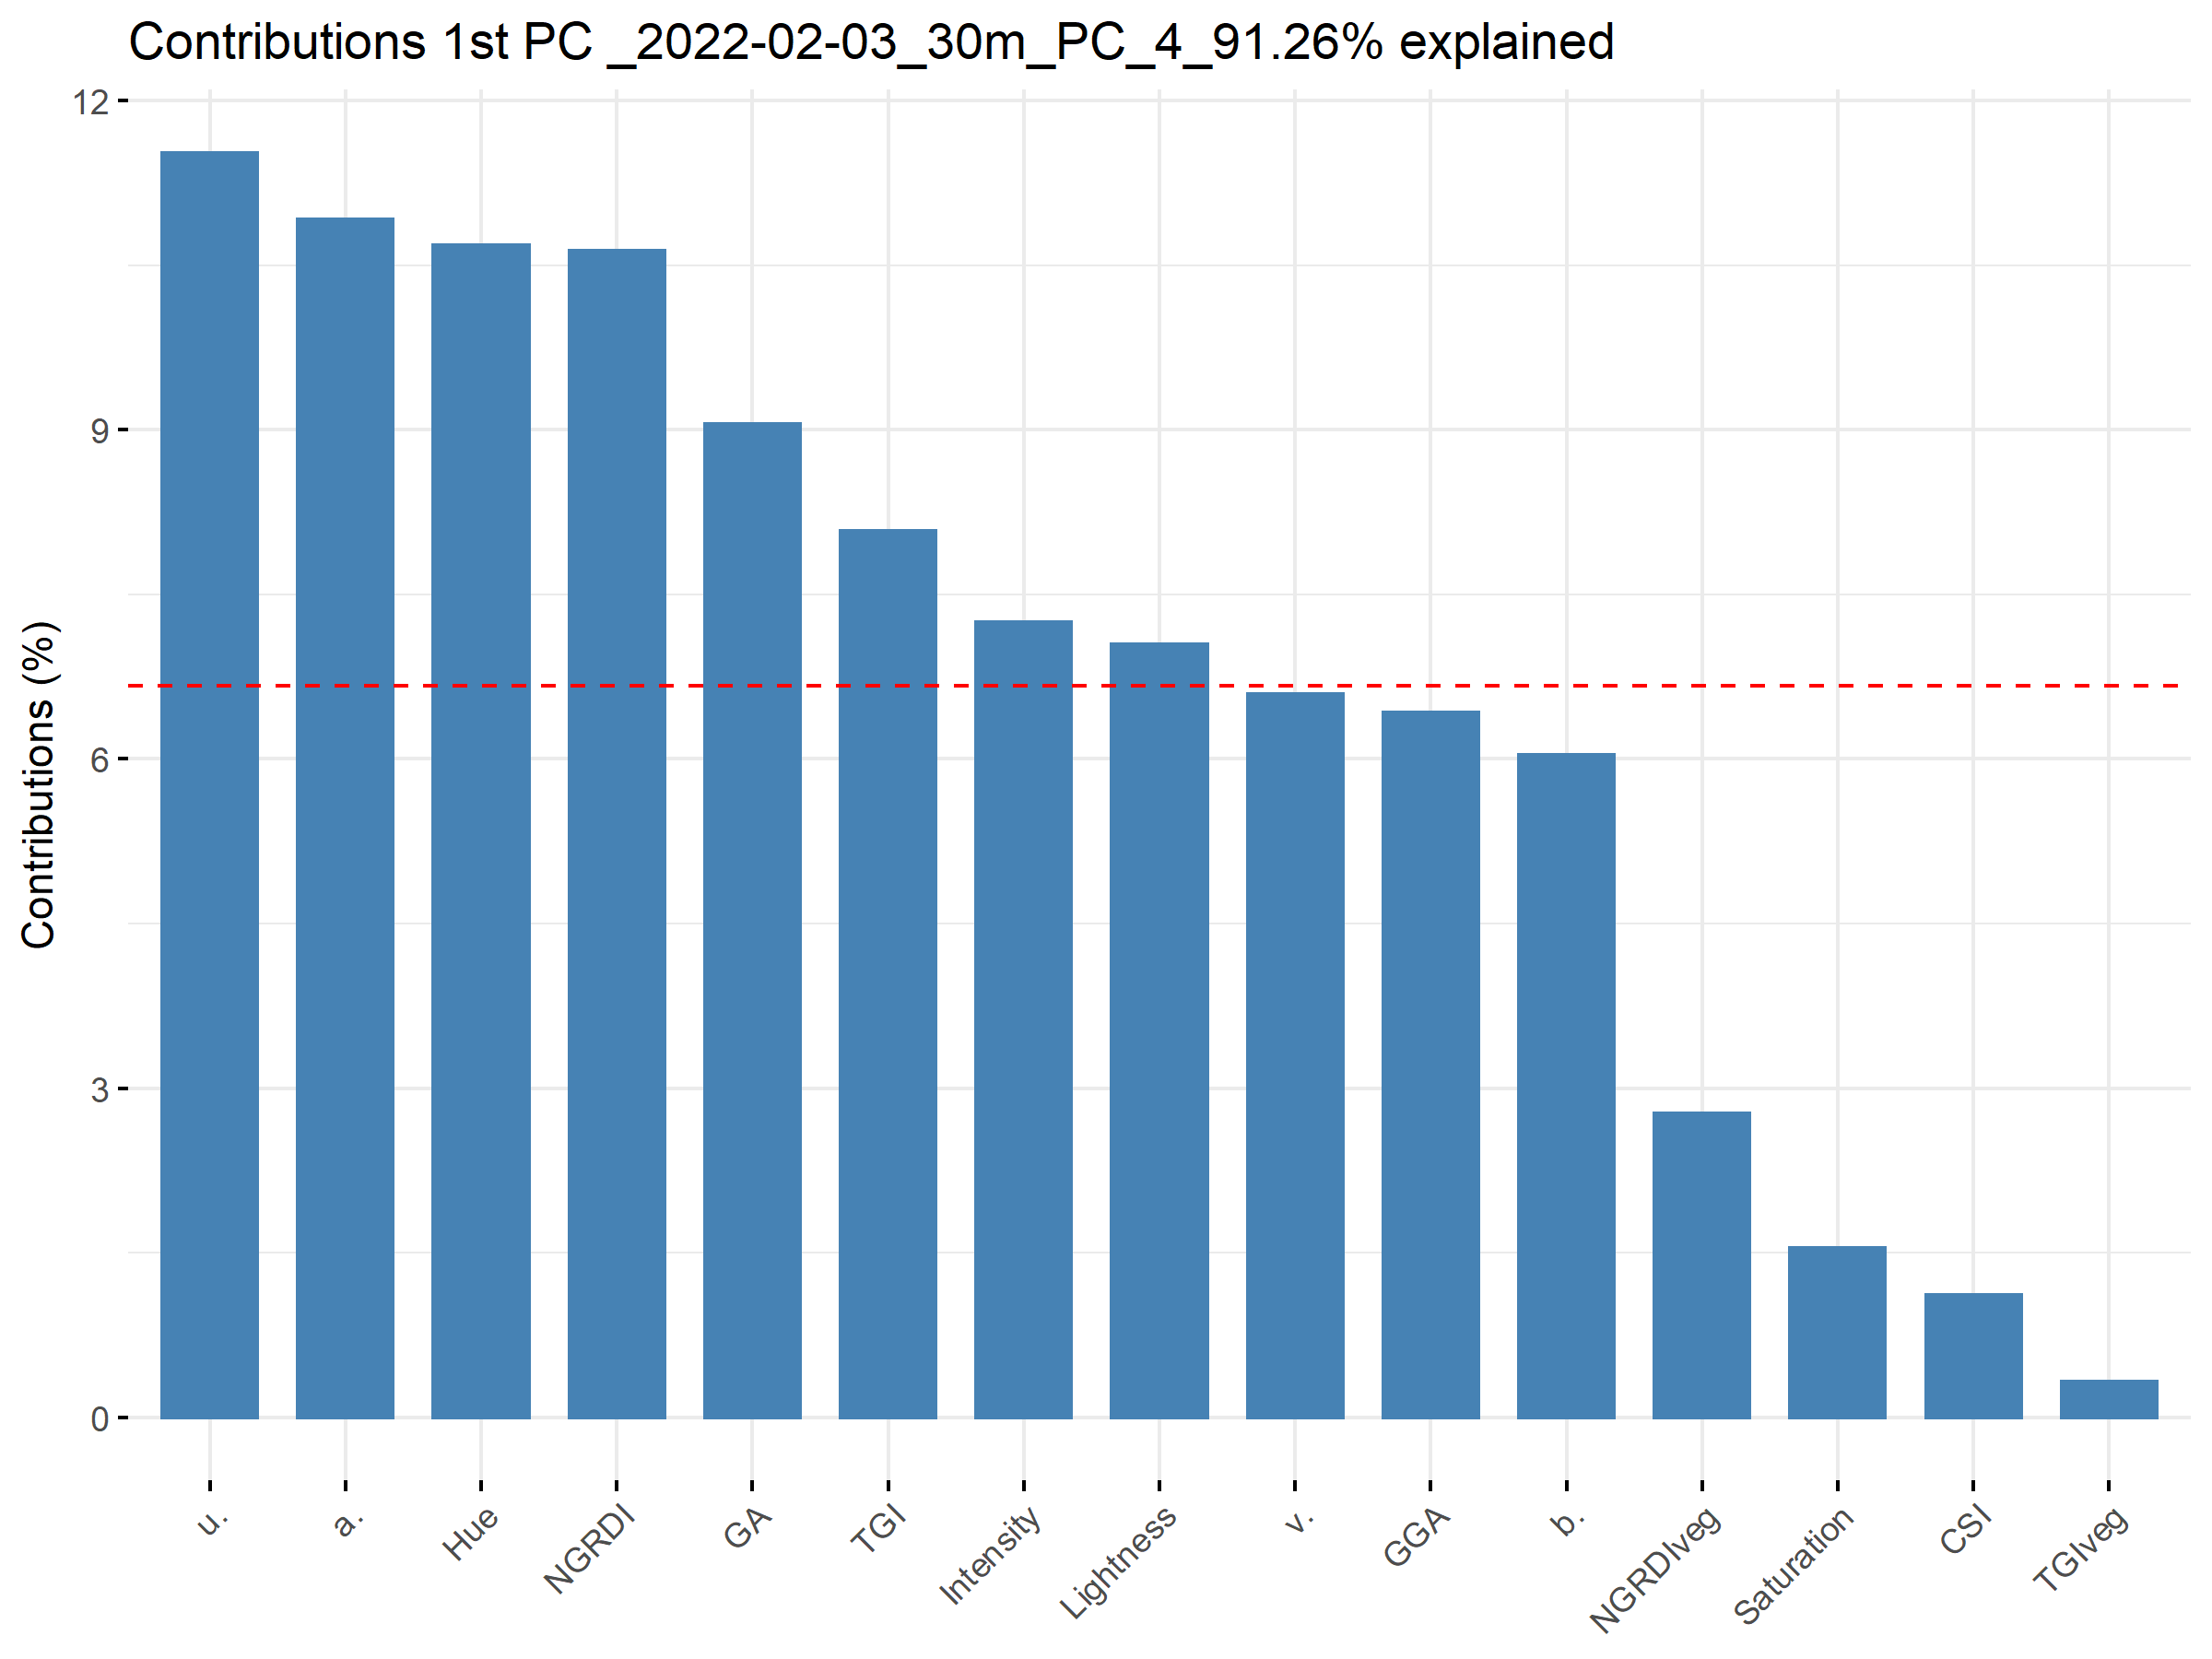 Contributions 1st PC _2022-02-03_30m_PC_4_91.26% explained
12
9
6
3
0
Contributions (%)
u.
a.
Hue
NGRDI
GA
TGI
Intensity
Lightness
v.
GGA
b.
NGRDIveg
Saturation
CSI
TGIveg